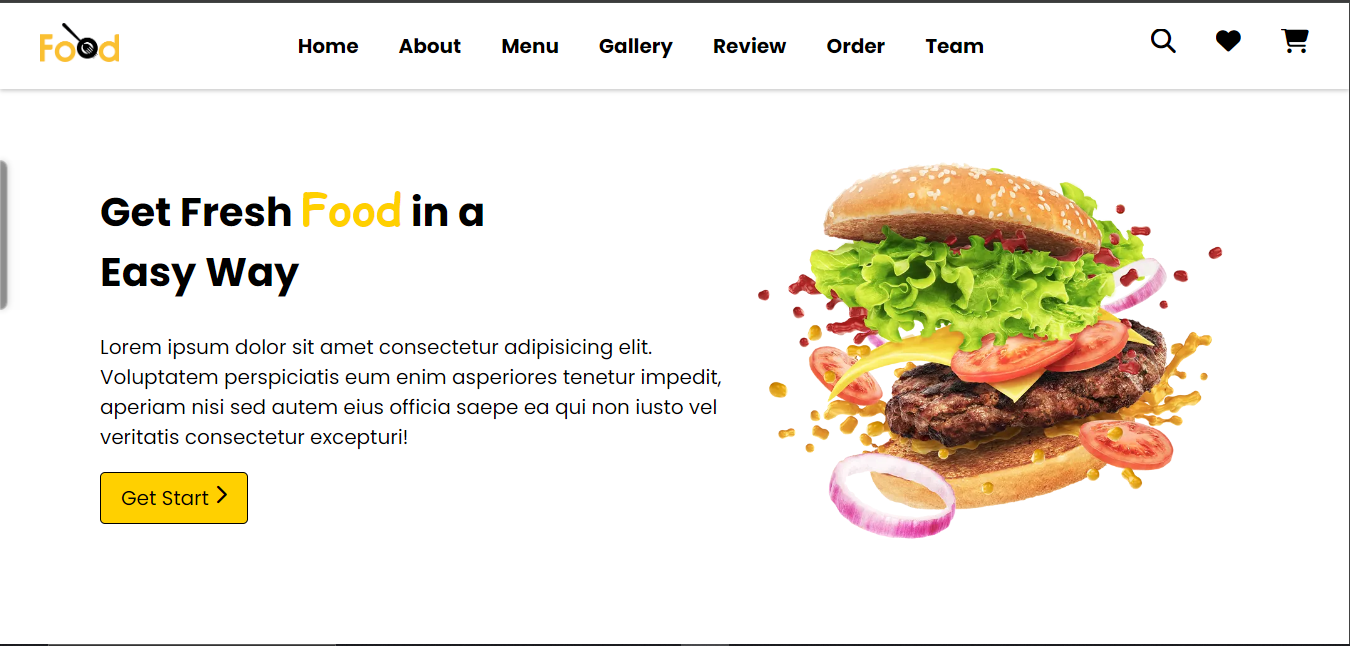 Food
Home About Menu Gallery Review Order Team
Get Fresh Food in a
Easy Way
Lorem ipsum dolor sit amet consectetur adipisicing elit.
Voluptatem perspiciatis eum enim asperiores tenetur impedit,
aperiam nisi sed autem eius officia saepe ea qui non iusto vel
veritatis consectetur excepturi!
Get Start